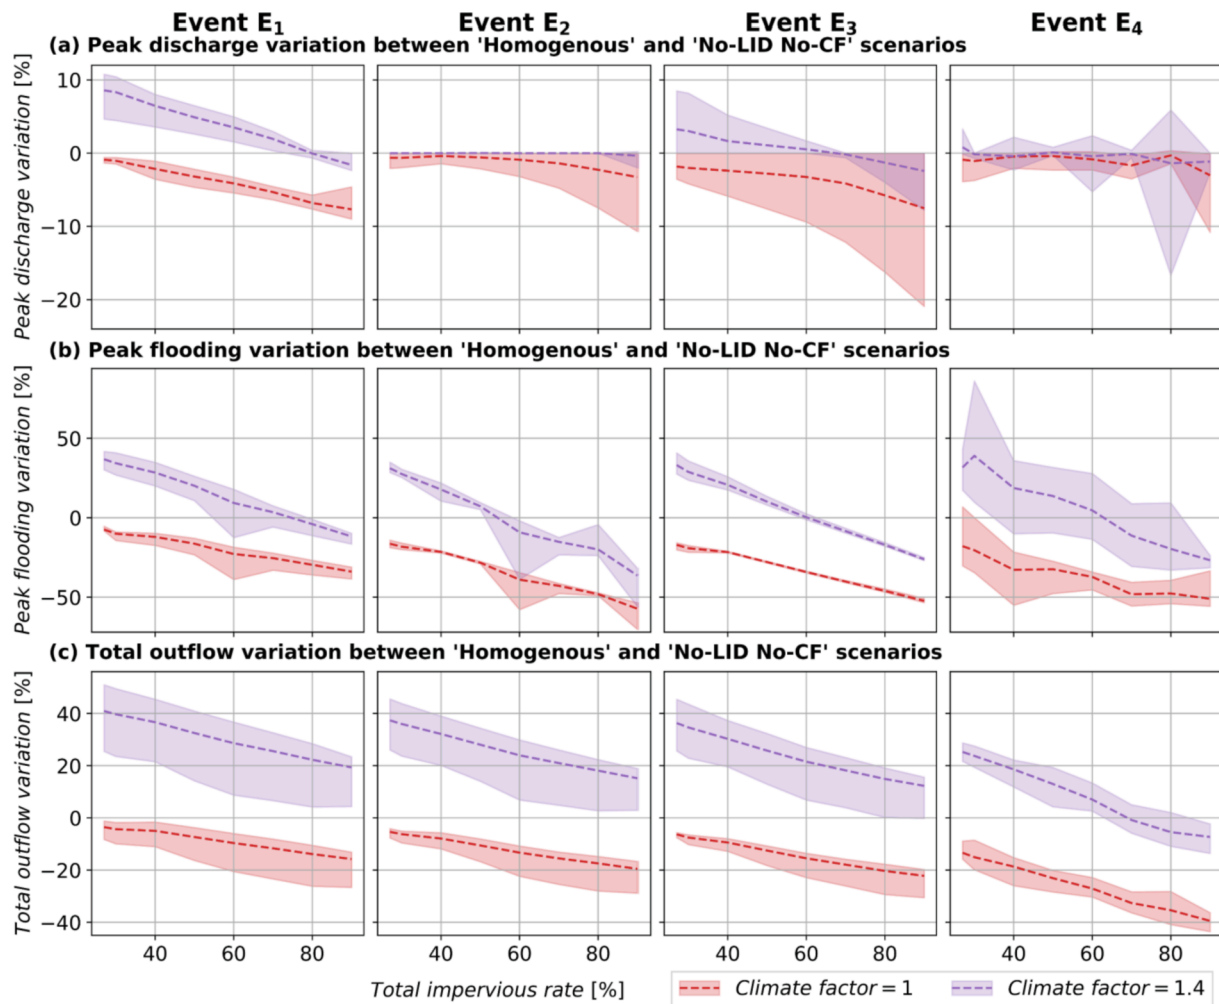 Event E1 Event E2 Event E3 Event E4
(a) Peak discharge variation between 'Homogenous' and 'No-LID No-CF' scenarios
Peak discharge variation [%]
10
0
−10
−20
(b) Peak flooding variation between 'Homogenous' and 'No-LID No-CF' scenarios
Peak flooding variation [%]
50
0
−50
(c) Total outflow variation between 'Homogenous' and 'No-LID No-CF' scenarios
Total outflow variation [%]
40
20
0
−20
−40
40 60 80 40 60 80 40 60 80 40 60 80
Total impervious rate [%]
Climate factor = 1 Climate factor = 1.4